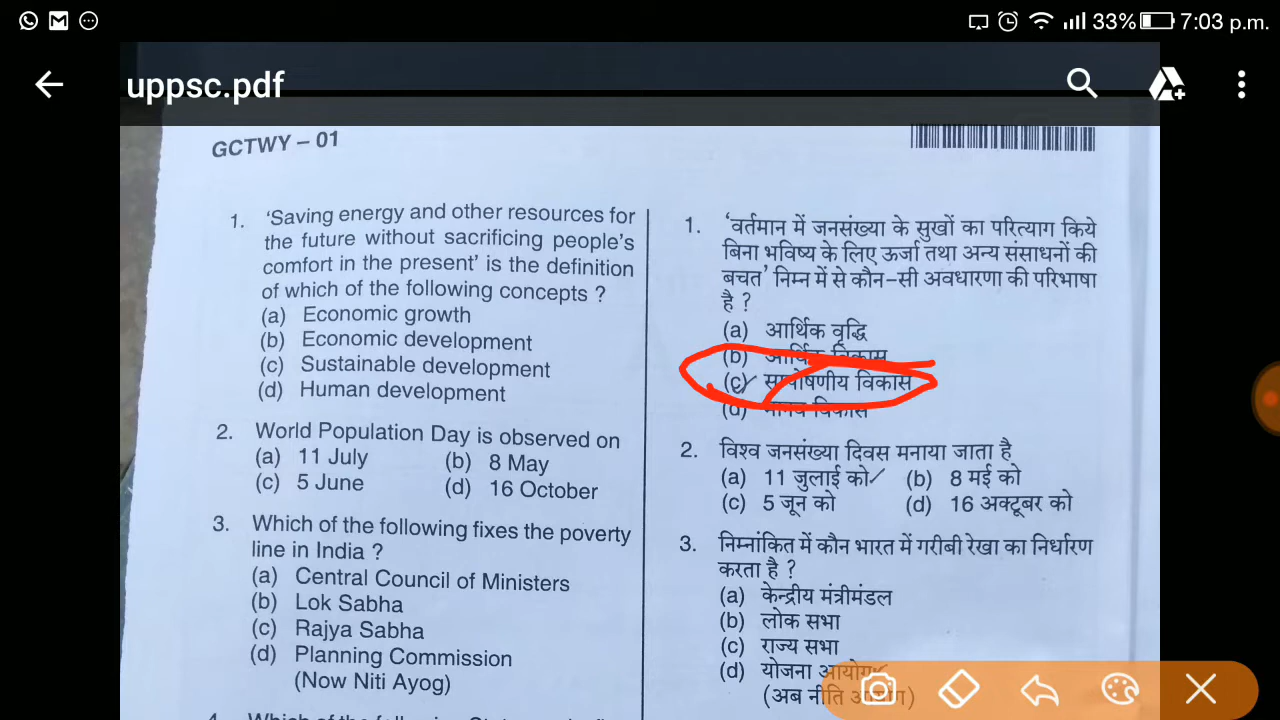 33% 7:03 p.m.
uppsc.pdf
GCTWY – 01
1. 'Saving energy and other resources for
the future without sacrificing people's
comfort in the present' is the definition
of which of the following concepts ?
(a) Economic growth
(b) Economic development
(c) Sustainable development
(d) Human development
2. World Population Day is observed on
(a) 11 July (b) 8 May
(c) 5 June (d) 16 October
3. Which of the following fixes the poverty
line in India ?
(a) Central Council of Ministers
(b) Lok Sabha
(c) Rajya Sabha
(d) Planning Commission
(Now Niti Ayog)
1. 'वर्तमान में जनसंख्या के सुखों का परित्याग किये
बिना भविष्य के लिए ऊर्जा तथा अन्य संसाधनों की
बचत' निम्न में से कौन-सी अवधारणा की परिभाषा
है ?
(a) आर्थिक वृद्धि
(b) आर्थिक विकास
(c) सम्पोषणीय विकास
(d) मानव विकास
2. विश्व जनसंख्या दिवस मनाया जाता है
(a) 11 जुलाई को (b) 8 मई को
(c) 5 जून को (d) 16 अक्टूबर को
3. निम्नांकित में कौन भारत में गरीबी रेखा का निर्धारण
करता है ?
(a) केन्द्रीय मंत्रीमंडल
(b) लोक सभा
(c) राज्य सभा
(d) योजना आयोग
(अब नीति आयोग)